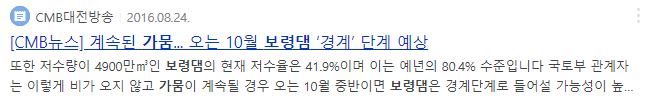 CMB대전방송 2016.08.24.
[CMB뉴스] 계속된 가뭄... 오는 10월 보령댐 '경계' 단계 예상
또한 저수량이 4900만㎥인 보령댐의 현재 저수율은 41.9%이며 이는 예년의 80.4% 수준입니다 국토부 관계자
는 이렇게 비가 오지 않고 가뭄이 계속될 경우 오는 10월 중반이면 보령댐은 경계단계로 들어설 가능성이 높...